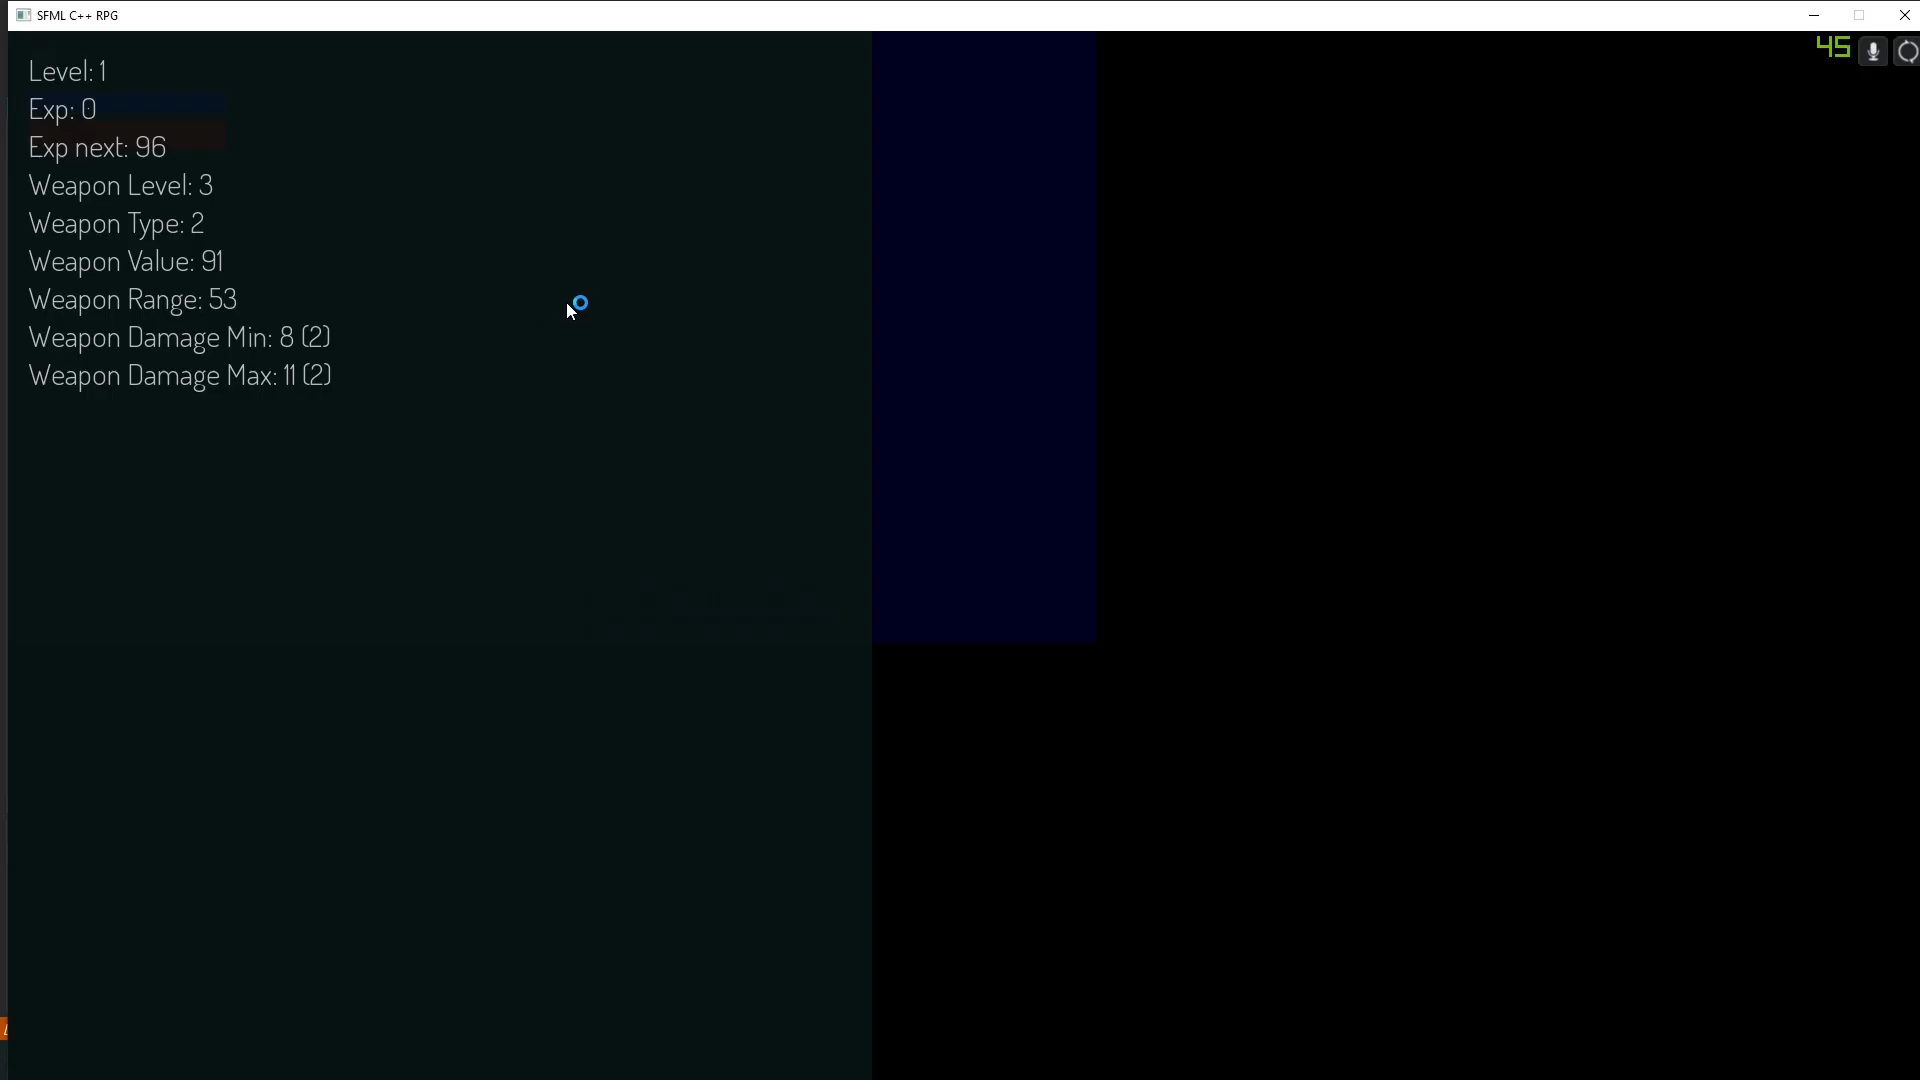 SFML C++ RPG
45
Level: 1
Exp: 0
Exp next: 96
Weapon Level: 3
Weapon Type: 2
Weapon Value: 91
Weapon Range: 53
Weapon Damage Min: 8 (2)
Weapon Damage Max: 11 (2)